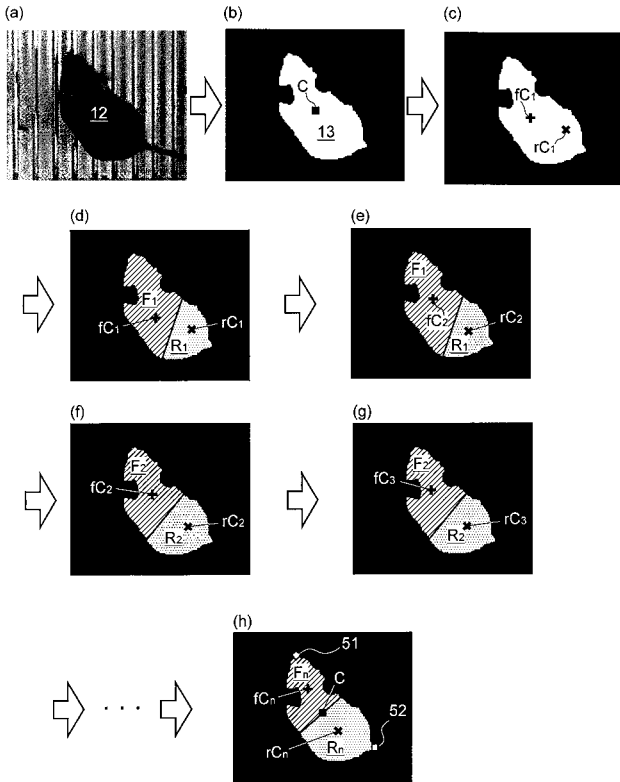 (a)
(b)
(c)
12
C
13
fC₁
rC₁
(d)
(e)
F₁
fC₁
rC₁
R₁
F₁
fC₂
rC₂
R₁
(f)
(g)
F₂
fC₂
rC₂
R₂
F₂
fC₃
rC₃
R₂
(h)
51
Fₙ
C
fCₙ
52
rCₙ
Rₙ
. . .